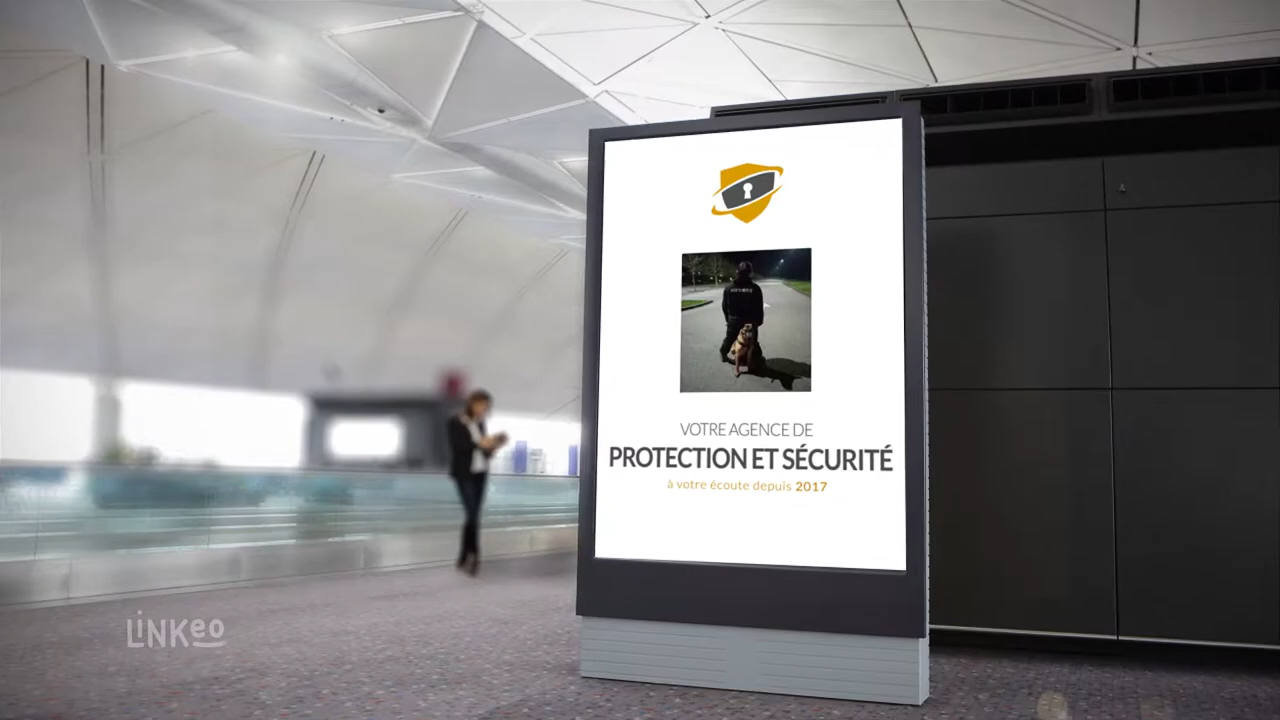 VOTRE AGENCE DE
PROTECTION ET SÉCURITÉ
à votre écoute depuis 2017
LINKeo